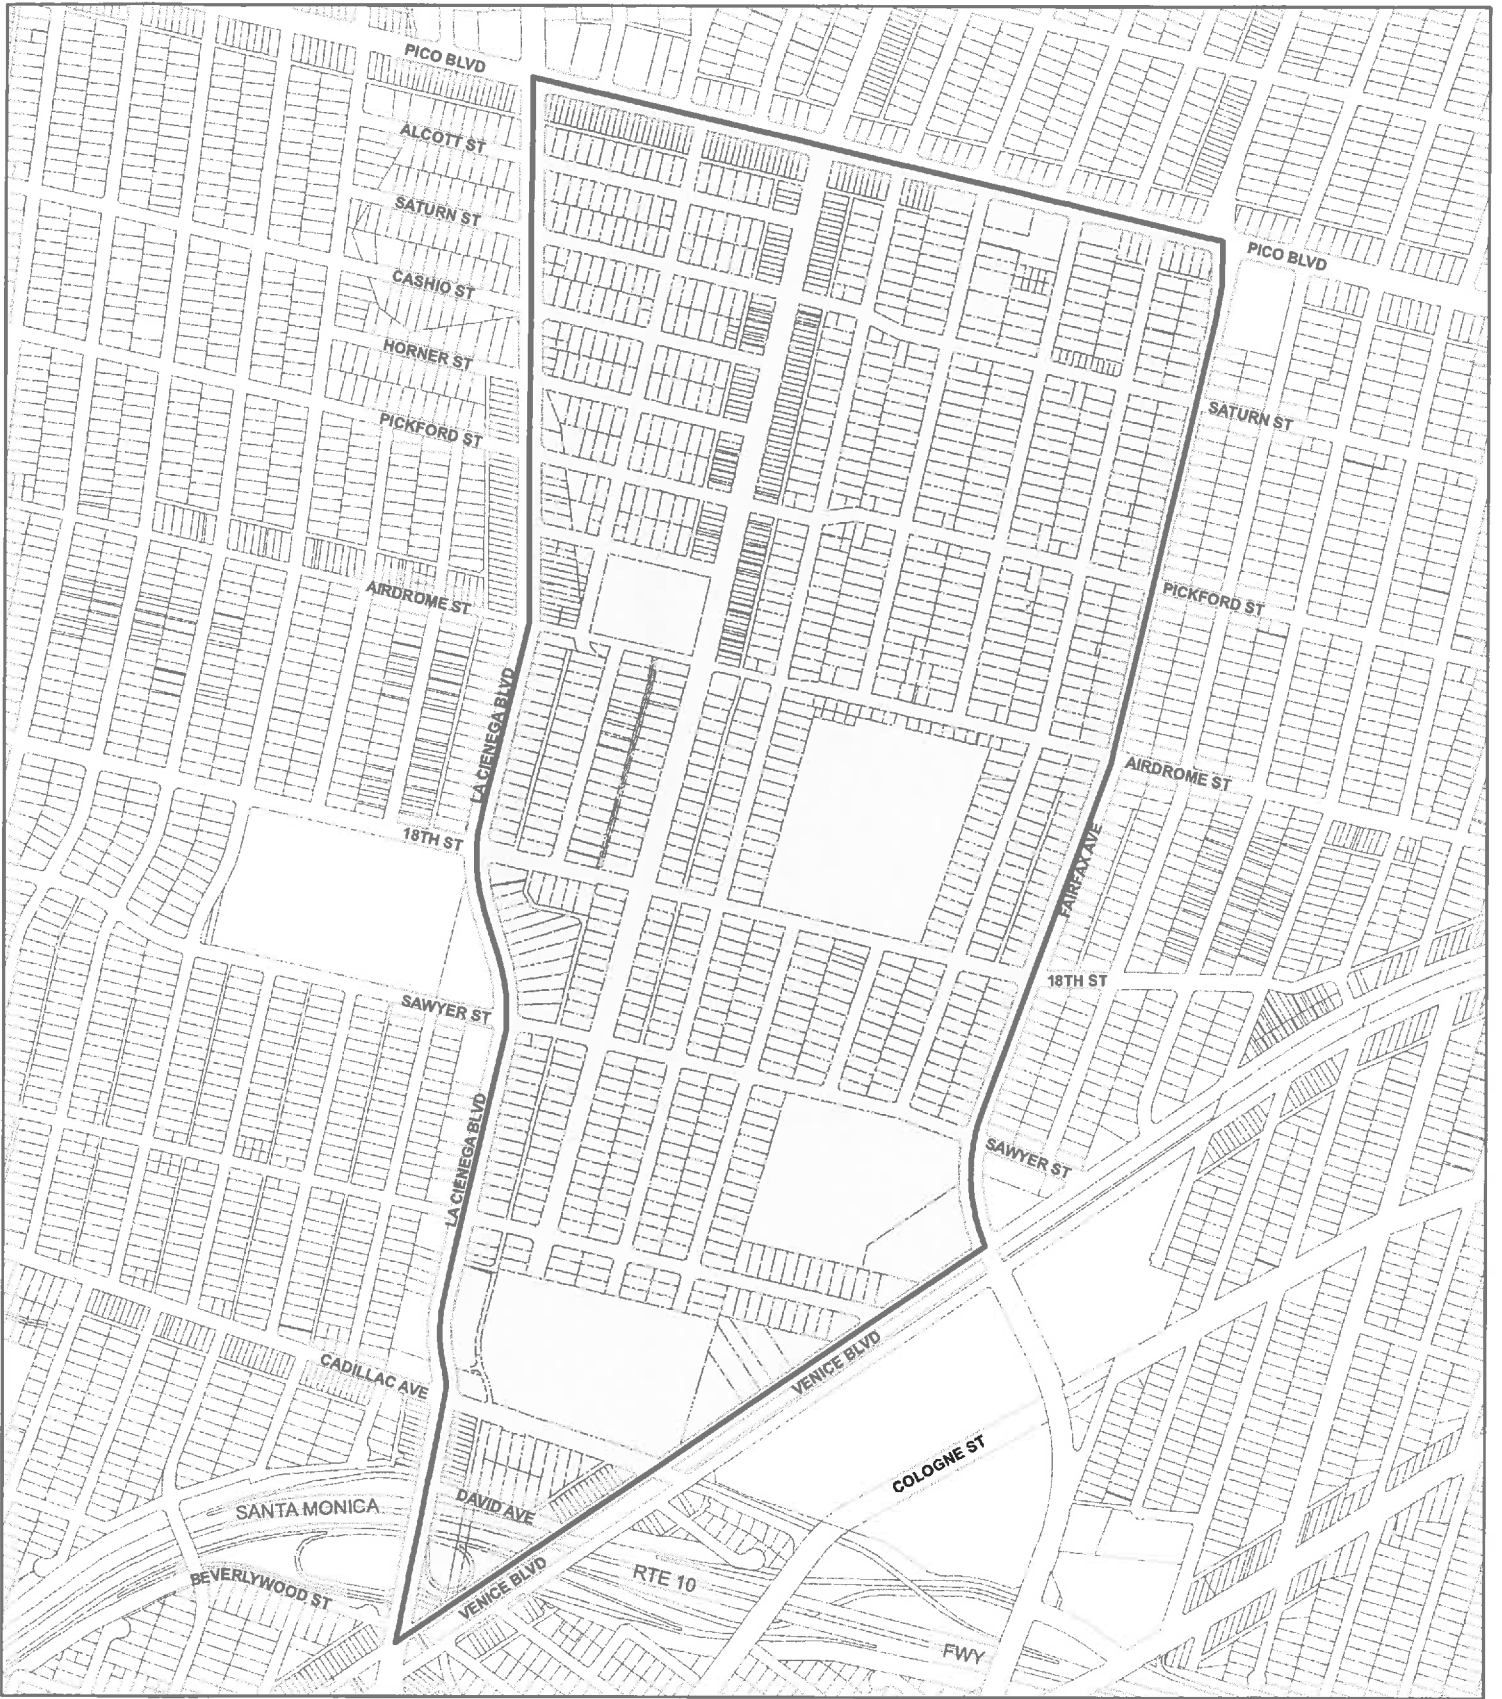 PICO BLVD
ALCOTT ST
SATURN ST
PICO BLVD
CASHIO ST
HORNER ST
SATURN ST
PICKFORD ST
AIRDROME ST
PICKFORD ST
LA CIENEGA BLVD
AIRDROME ST
18TH ST
FAIRFAX AVE
18TH ST
SAWYER ST
SAWYER ST
LA CIENEGA BLVD
VENICE BLVD
CADILLAC AVE
COLOGNE ST
SANTA MONICA
DAVID AVE
BEVERLYWOOD ST
VENICE BLVD
RTE 10
FWY